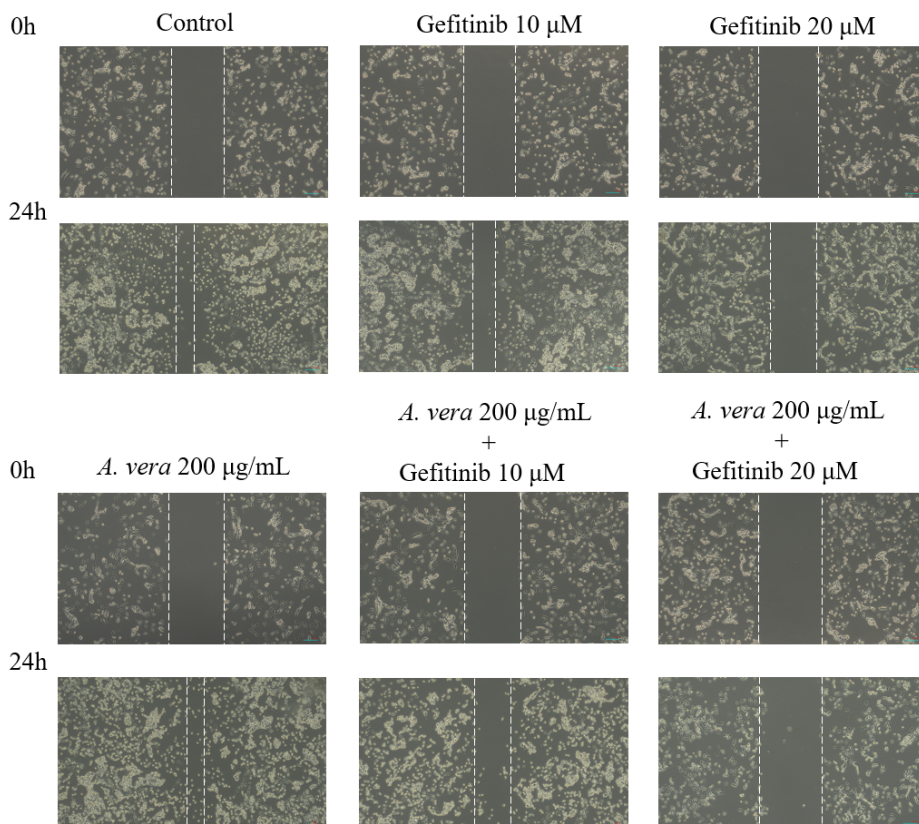 0h
Control
Gefitinib 10 μM
Gefitinib 20 μM
24h
A. vera 200 μg/mL
+
Gefitinib 10 μM
A. vera 200 μg/mL
+
Gefitinib 20 μM
0h
A. vera 200 μg/mL
24h